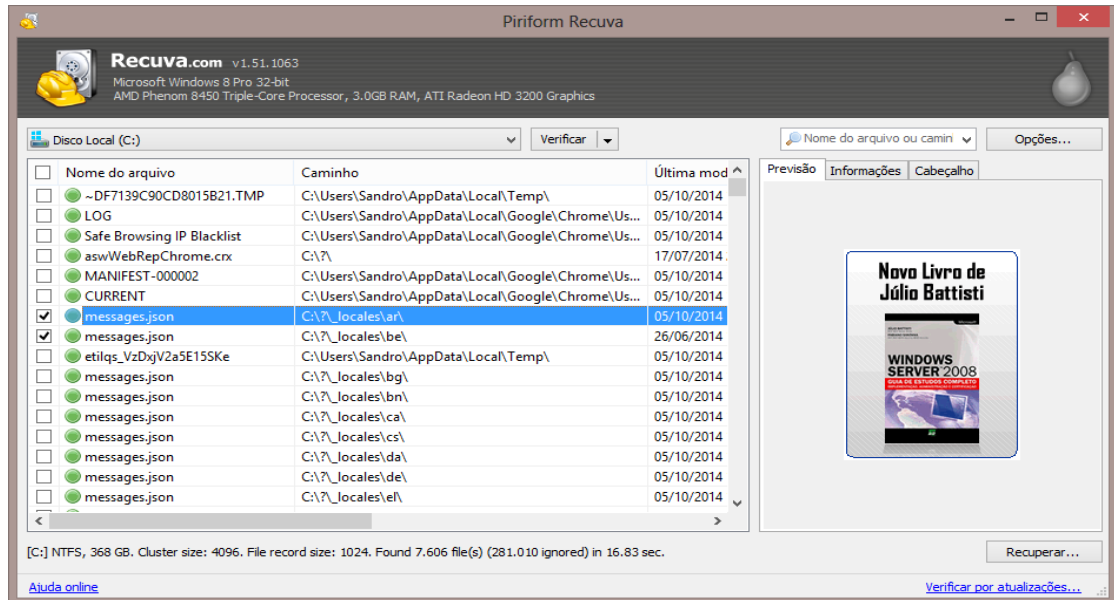 Piriform Recuva
Recuva.com v1.51.1063
Microsoft Windows 8 Pro 32-bit
AMD Phenom 8450 Triple-Core Processor, 3.0GB RAM, ATI Radeon HD 3200 Graphics
Disco Local (C:) Verificar Nome do arquivo ou camin Opções...
Nome do arquivo Caminho Última mod Previsão Informações Cabeçalho
~DF7139C90CD8015B21.TMP C:\Users\Sandro\AppData\Local\Temp\ 05/10/2014
LOG C:\Users\Sandro\AppData\Local\Google\Chrome\Us... 05/10/2014
Safe Browsing IP Blacklist C:\Users\Sandro\AppData\Local\Google\Chrome\Us... 05/10/2014
aswWebRepChrome.crx C:\?\ 17/07/2014
MANIFEST-000002 C:\Users\Sandro\AppData\Local\Google\Chrome\Us... 05/10/2014
CURRENT C:\Users\Sandro\AppData\Local\Google\Chrome\Us... 05/10/2014
messages.json C:\?\_locales\ar\ 05/10/2014
messages.json C:\?\_locales\be\ 26/06/2014
etilqs_VzDxjV2a5E15SKe C:\Users\Sandro\AppData\Local\Temp\ 05/10/2014
messages.json C:\?\_locales\bg\ 05/10/2014
messages.json C:\?\_locales\bn\ 05/10/2014
messages.json C:\?\_locales\ca\ 05/10/2014
messages.json C:\?\_locales\cs\ 05/10/2014
messages.json C:\?\_locales\da\ 05/10/2014
messages.json C:\?\_locales\de\ 05/10/2014
messages.json C:\?\_locales\el\ 05/10/2014
Novo Livro de
Júlio Battisti
WINDOWS
SERVER 2008
GUIA DE ESTUDOS COMPLETO
[C:] NTFS, 368 GB. Cluster size: 4096. File record size: 1024. Found 7.606 file(s) (281.010 ignored) in 16.83 sec. Recuperar...
Ajuda online Verificar por atualizações...